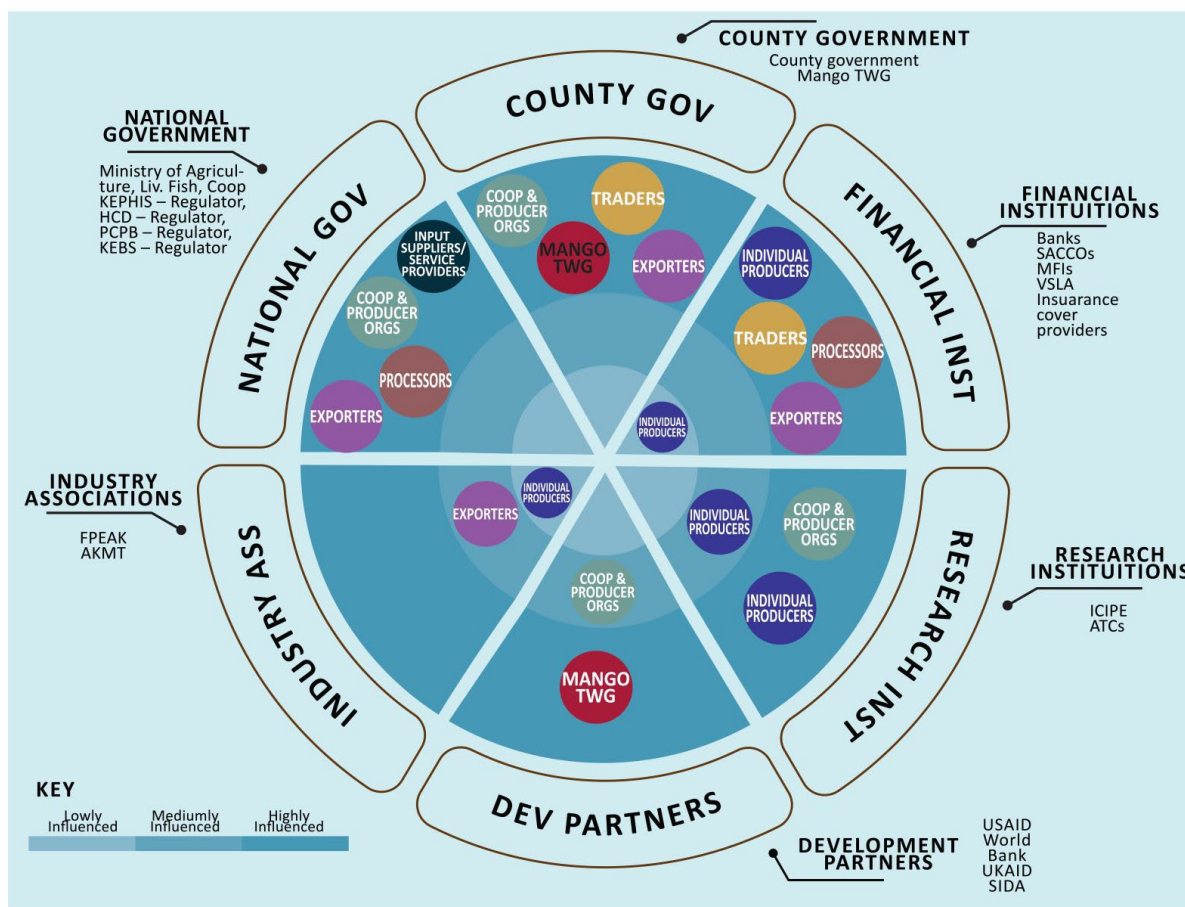 COUNTY GOVERNMENT
County government
Mango TWG
COUNTY GOV
NATIONAL
GOVERNMENT
Ministry of Agricul-
ture, Liv. Fish, Coop
KEPHIS – Regulator,
HCD – Regulator,
PCPB – Regulator,
KEBS – Regulator
NATIONAL GOV
FINANCIAL INST
FINANCIAL
INSTITUITIONS
Banks
SACCOs
MFIs
VSLA
Insuarance
cover
providers
COOP &
PRODUCER
ORGS
TRADERS
MANGO
TWG
EXPORTERS
INPUT
SUPPLIERS/
SERVICE
PROVIDERS
COOP &
PRODUCER
ORGS
PROCESSORS
EXPORTERS
INDIVIDUAL
PRODUCERS
TRADERS
PROCESSORS
EXPORTERS
INDIVIDUAL
PRODUCERS
INDUSTRY
ASSOCIATIONS
FPEAK
AKMT
INDUSTRY ASS
EXPORTERS
INDIVIDUAL
PRODUCERS
COOP &
PRODUCER
ORGS
MANGO
TWG
INDIVIDUAL
PRODUCERS
COOP &
PRODUCER
ORGS
INDIVIDUAL
PRODUCERS
RESEARCH INST
RESEARCH
INSTITUITIONS
ICIPE
ATCs
DEV PARTNERS
DEVELOPMENT
PARTNERS
USAID
World
Bank
UKAID
SIDA
KEY
Lowly
Influenced
Mediumly
Influenced
Highly
Influenced